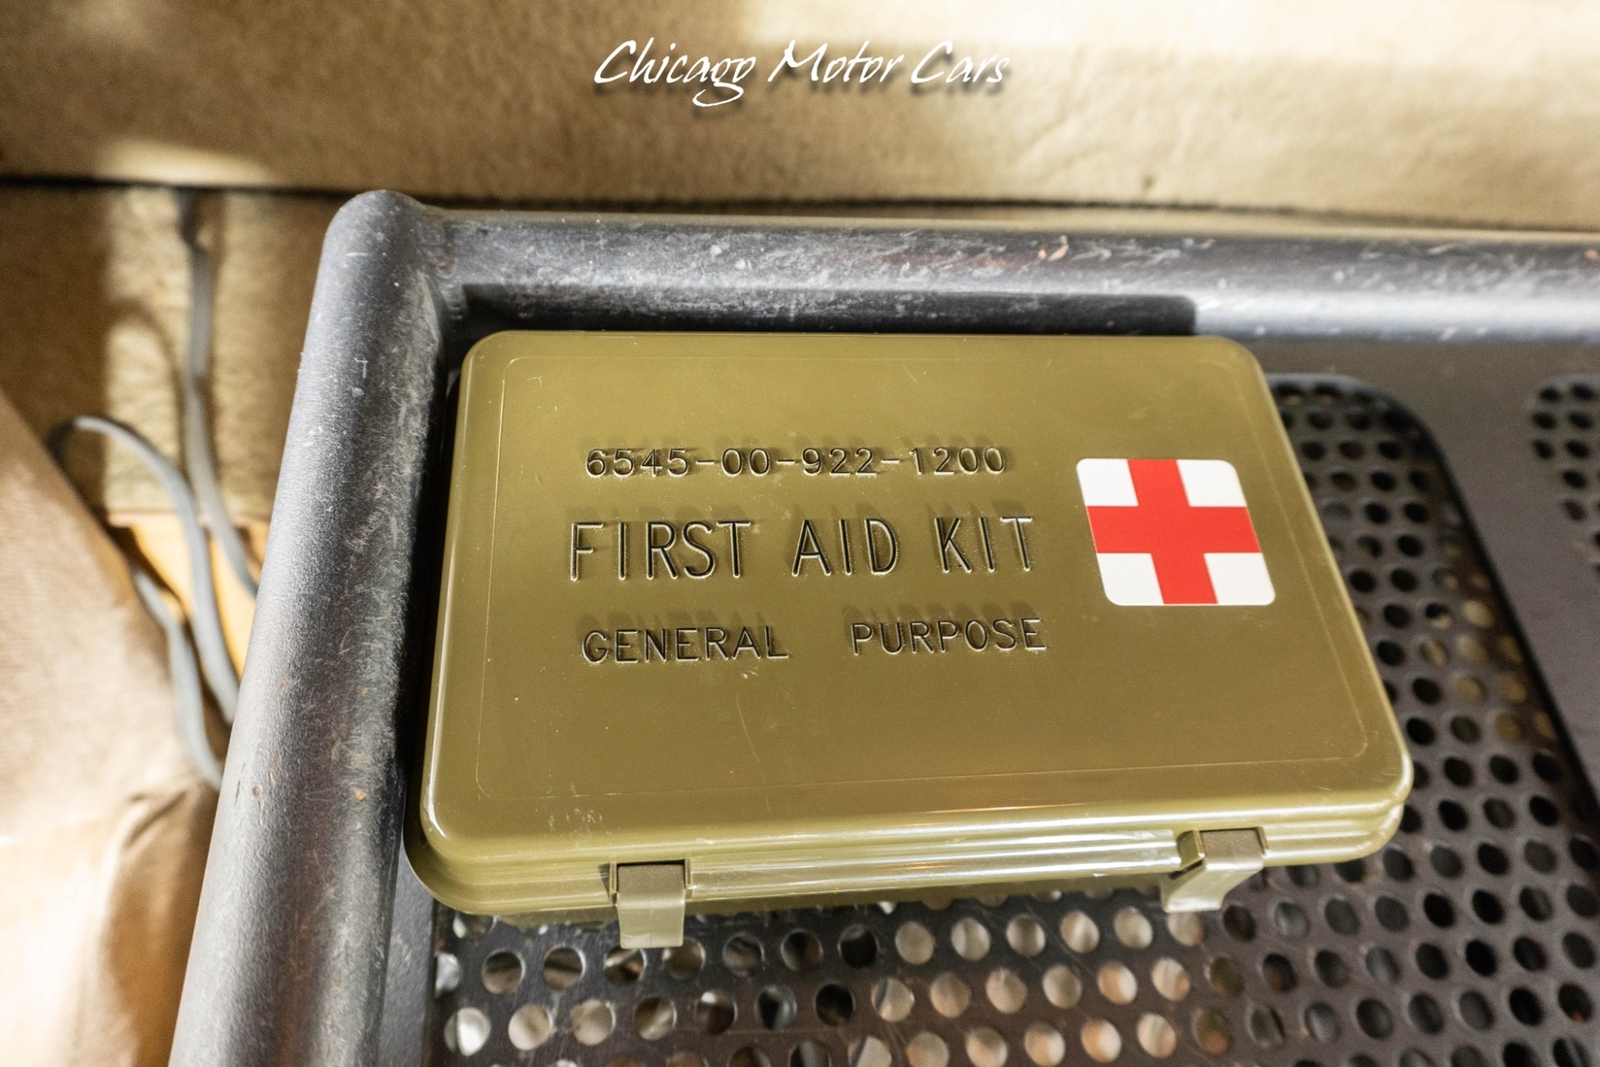 Chicago Motor Cars
6545-00-922-1200
FIRST AID KIT
GENERAL PURPOSE